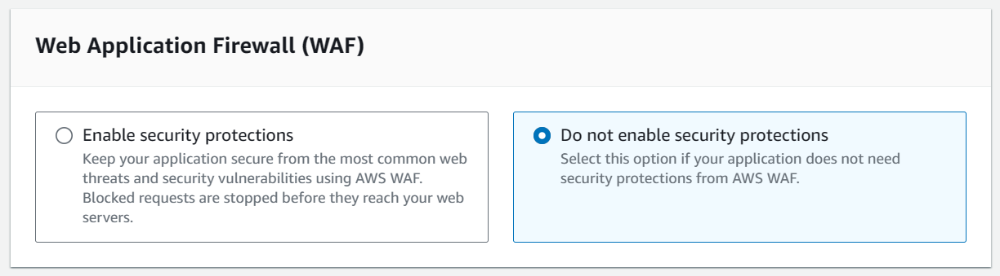 Web Application Firewall (WAF)
Enable security protections
Keep your application secure from the most common web
threats and security vulnerabilities using AWS WAF.
Blocked requests are stopped before they reach your web
servers.
Do not enable security protections
Select this option if your application does not need
security protections from AWS WAF.